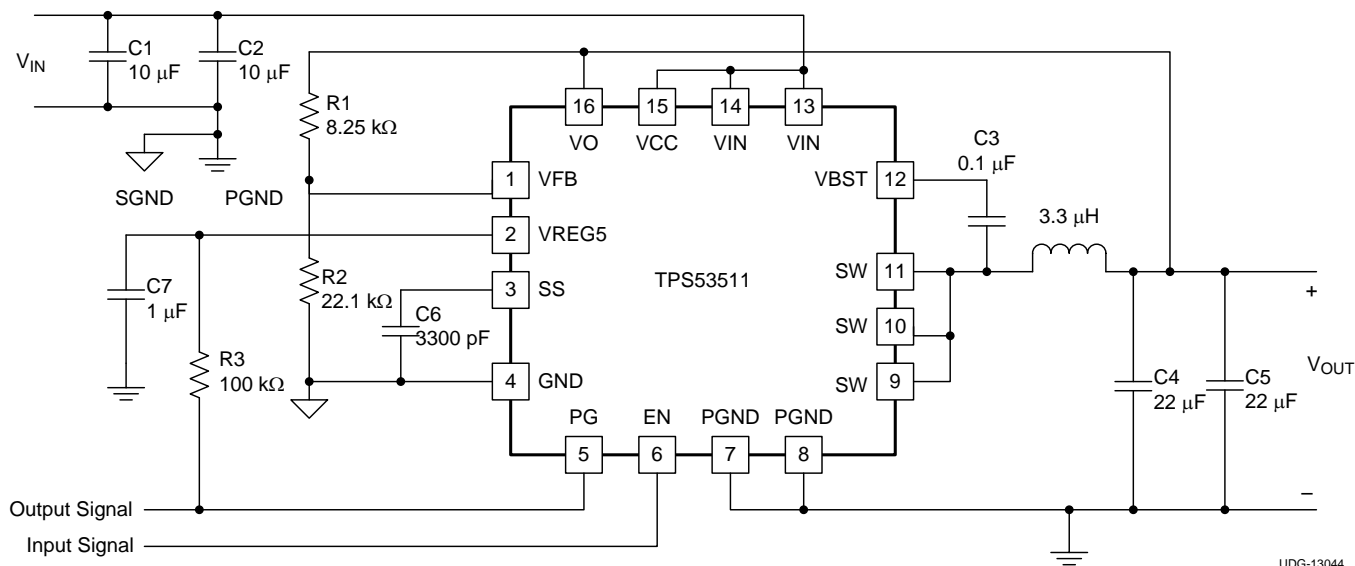 C1
10 μF
C2
10 μF
VIN
R1
8.25 kΩ
16
15
14
13
VO
VCC
VIN
VIN
C3
0.1 μF
1
VFB
VBST
12
SGND
PGND
3.3 μH
2
VREG5
TPS53511
SW
11
C7
1 μF
R2
22.1 kΩ
3
SS
+
C6
3300 pF
SW
10
R3
100 kΩ
4
GND
SW
9
C4
22 μF
C5
22 μF
VOUT
PG
EN
PGND
PGND
5
6
7
8
–
Output Signal
Input Signal
UDG-13044